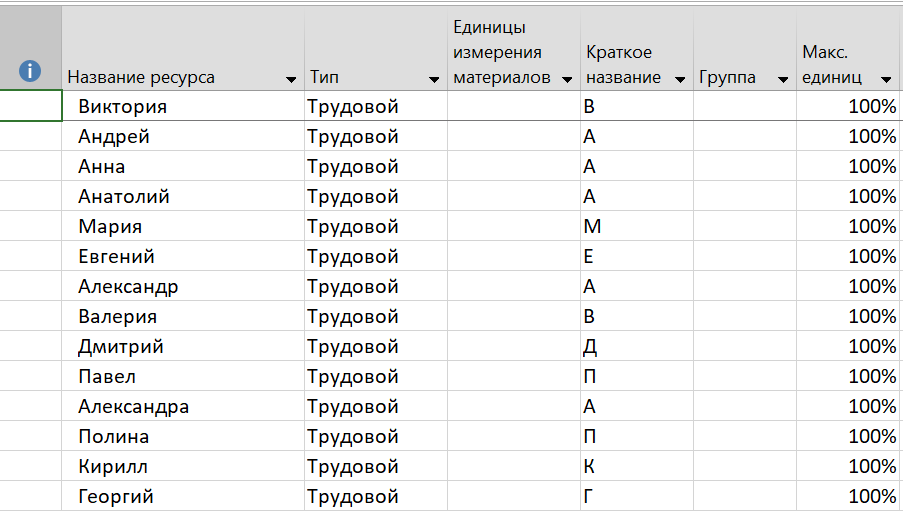 Название ресурса Тип Единицы измерения материалов Краткое название Группа Макс. единиц
Виктория Трудовой В 100%
Андрей Трудовой А 100%
Анна Трудовой А 100%
Анатолий Трудовой А 100%
Мария Трудовой М 100%
Евгений Трудовой Е 100%
Александр Трудовой А 100%
Валерия Трудовой В 100%
Дмитрий Трудовой Д 100%
Павел Трудовой П 100%
Александра Трудовой А 100%
Полина Трудовой П 100%
Кирилл Трудовой К 100%
Георгий Трудовой Г 100%